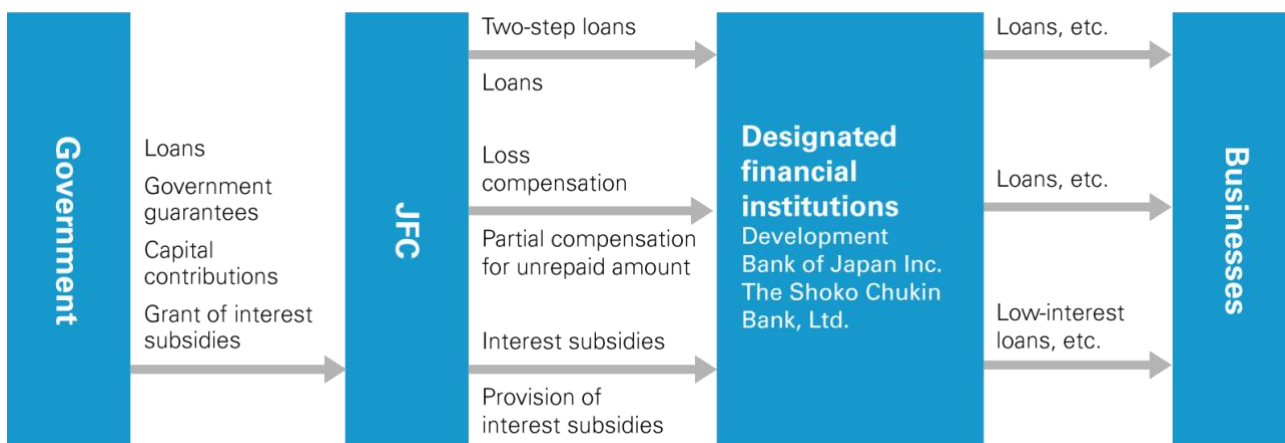 Government
Loans
Government
guarantees
Capital
contributions
Grant of interest
subsidies
JFC
Two-step loans
Loans
Loss
compensation
Partial compensation
for unrepaid amount
Interest subsidies
Provision of
interest subsidies
Designated
financial
institutions
Development
Bank of Japan Inc.
The Shoko Chukin
Bank, Ltd.
Loans, etc.
Loans, etc.
Low-interest
loans, etc.
Businesses